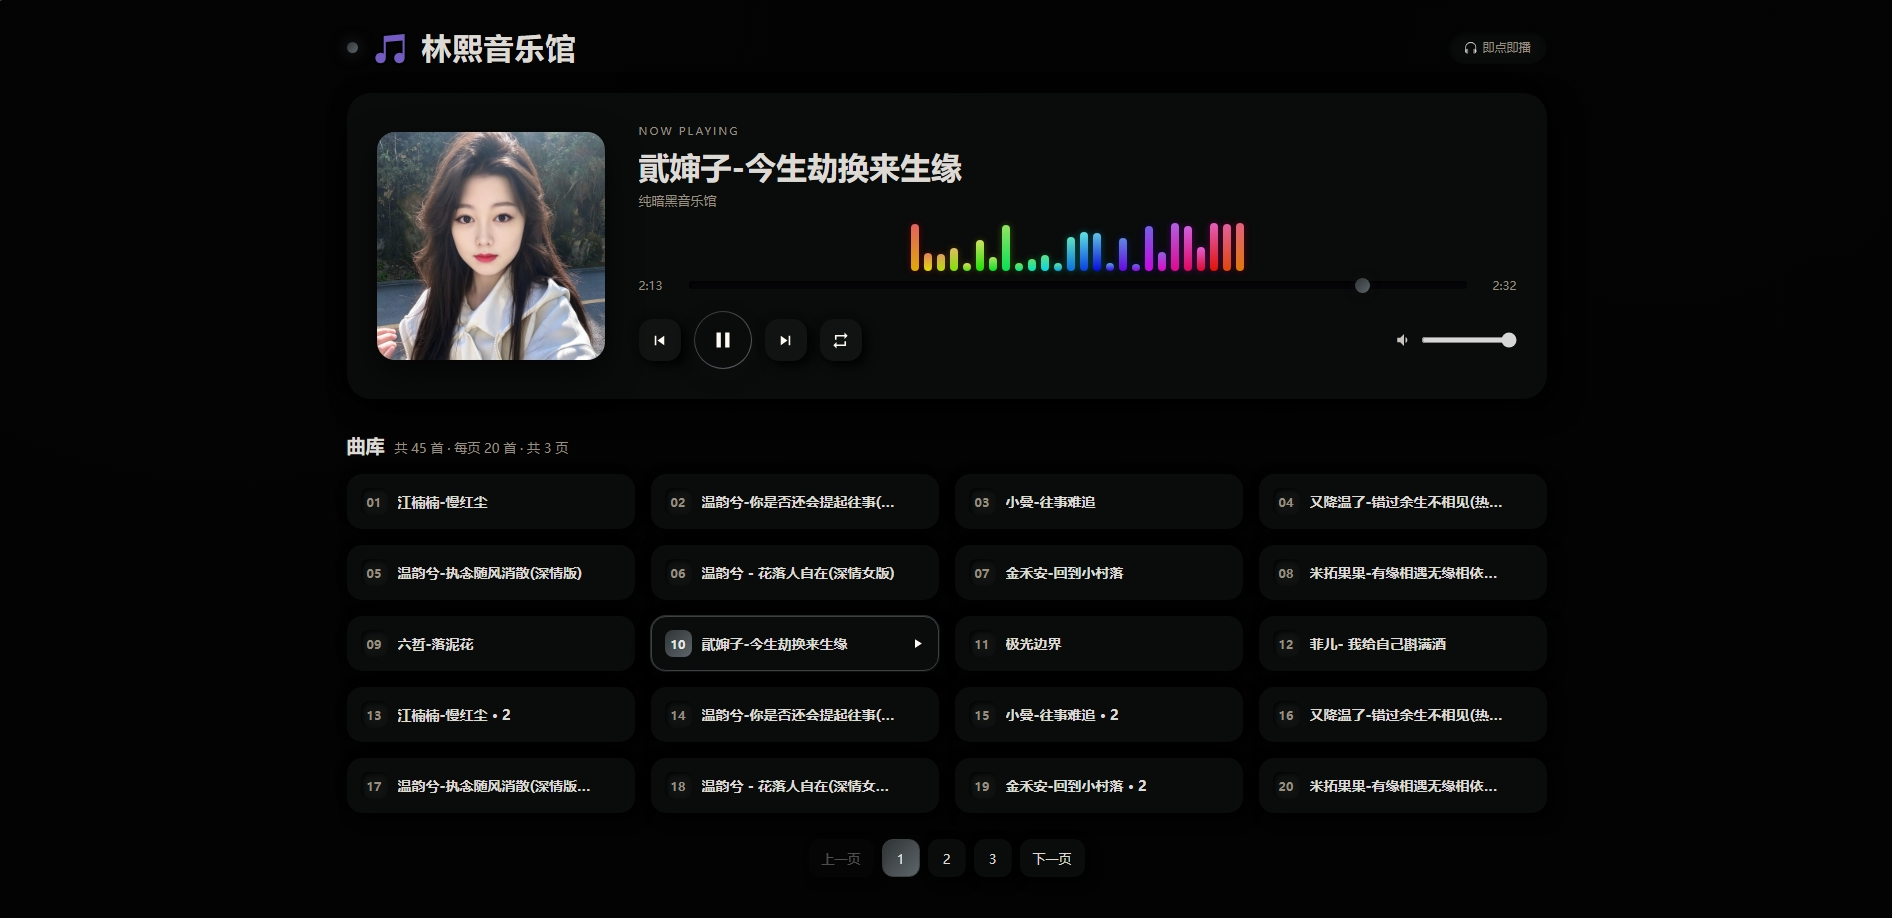 林熙音乐馆
即点即播
NOW PLAYING
貮婶子-今生劫换来生缘
纯暗黑音乐馆
2:13
2:32
曲库 共 45 首 · 每页 20 首 · 共 3 页
01 江楠楠-慢红尘
02 温韵兮-你是否还会提起往事(...
03 小曼-往事难追
04 又降温了-错过余生不相见(热...
05 温韵兮-执念随风消散(深情版)
06 温韵兮 - 花落人自在(深情女版)
07 金禾安-回到小村落
08 米拓果果-有缘相遇无缘相依...
09 六哲-落泥花
10 貮婶子-今生劫换来生缘
11 极光边界
12 菲儿- 我给自己斟满酒
13 江楠楠-慢红尘 • 2
14 温韵兮-你是否还会提起往事(...
15 小曼-往事难追 • 2
16 又降温了-错过余生不相见(热...
17 温韵兮-执念随风消散(深情版...
18 温韵兮 - 花落人自在(深情女...
19 金禾安-回到小村落 • 2
20 米拓果果-有缘相遇无缘相依...
上一页 1 2 3 下一页